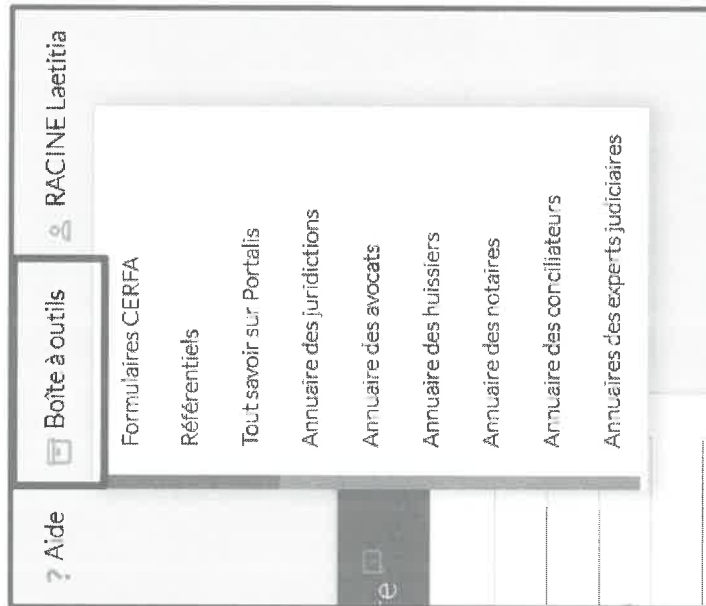 ? Aide
Boîte à outils
RACINE Laetitia
Formulaires CERFA
Référentiels
Tout savoir sur Portalis
Annuaire des juridictions
Annuaire des avocats
Annuaire des huissiers
Annuaire des notaires
Annuaire des conciliateurs
Annuaires des experts judiciaires